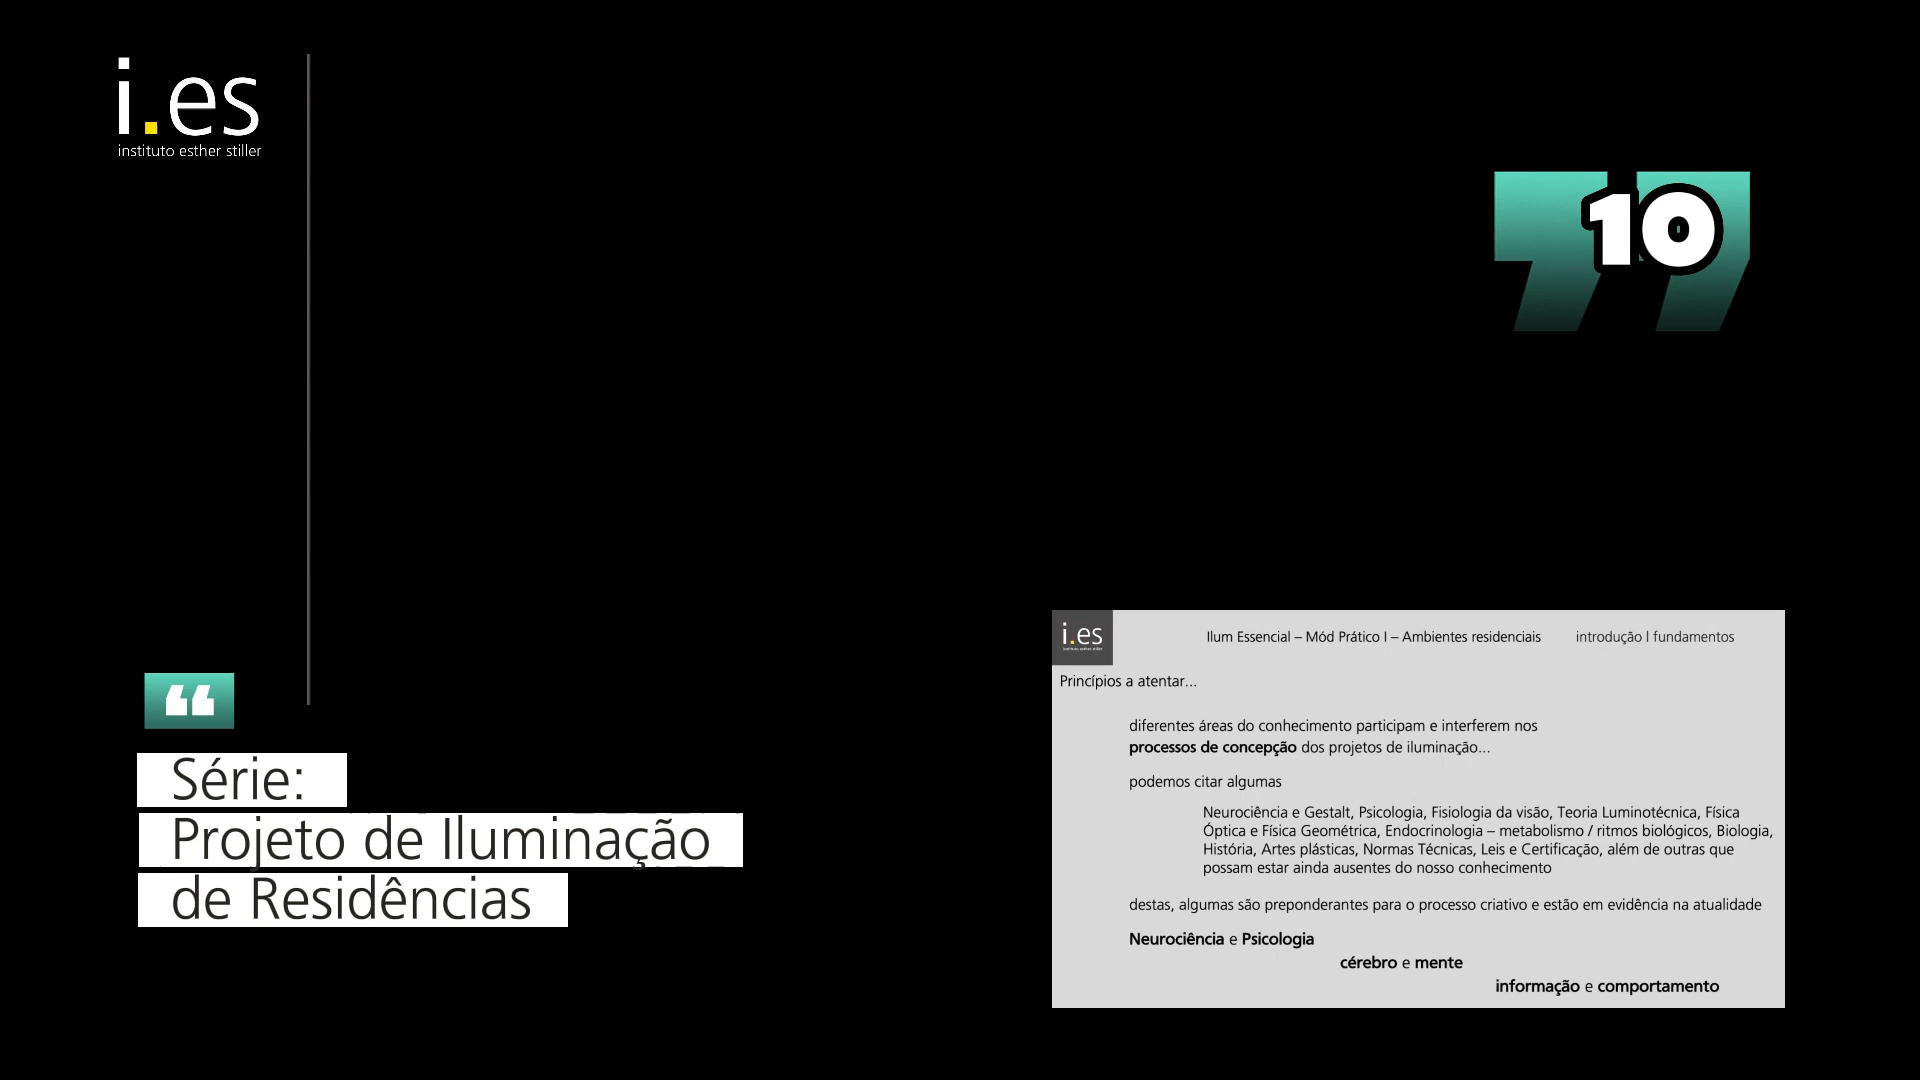 i.es
instituto esther stiller
10
Série:
Projeto de Iluminação
de Residências
i.es
instituto esther stiller
Ilum Essencial – Mód Prático I – Ambientes residenciais introdução l fundamentos
Princípios a atentar...
diferentes áreas do conhecimento participam e interferem nos
processos de concepção dos projetos de iluminação...
podemos citar algumas
Neurociência e Gestalt, Psicologia, Fisiologia da visão, Teoria Luminotécnica, Física
Óptica e Física Geométrica, Endocrinologia – metabolismo / ritmos biológicos, Biologia,
História, Artes plásticas, Normas Técnicas, Leis e Certificação, além de outras que
possam estar ainda ausentes do nosso conhecimento
destas, algumas são preponderantes para o processo criativo e estão em evidência na atualidade
Neurociência e Psicologia
cérebro e mente
informação e comportamento